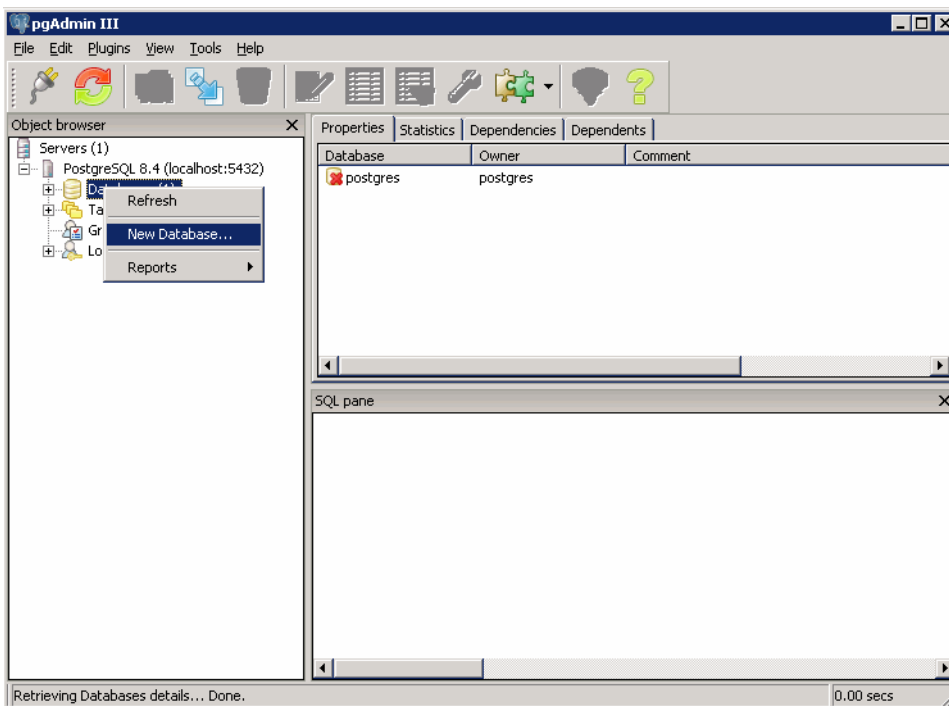 pgAdmin III
File Edit Plugins View Tools Help
Object browser
Properties Statistics Dependencies Dependents
Servers (1)
PostgreSQL 8.4 (localhost:5432)
Database Owner Comment
postgres postgres
Refresh
New Database...
Reports
SQL pane
Retrieving Databases details... Done. 0.00 secs